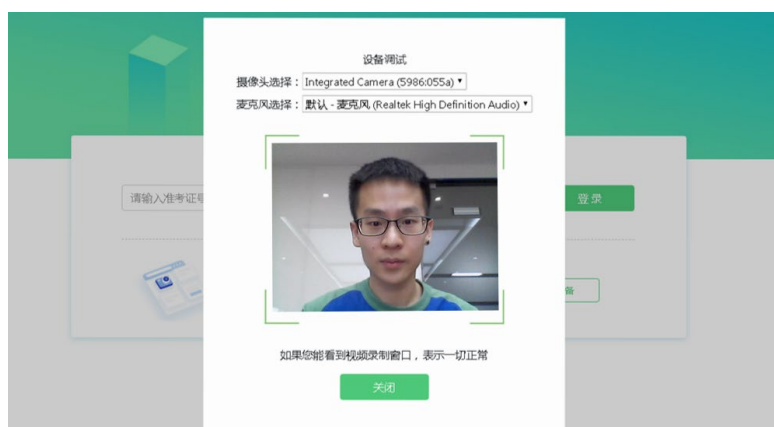 设备调试
摄像头选择：Integrated Camera (5986:055a)
麦克风选择：默认 - 麦克风 (Realtek High Definition Audio)
请输入准考证号
登录
备
如果您能看到视频录制窗口，表示一切正常
关闭